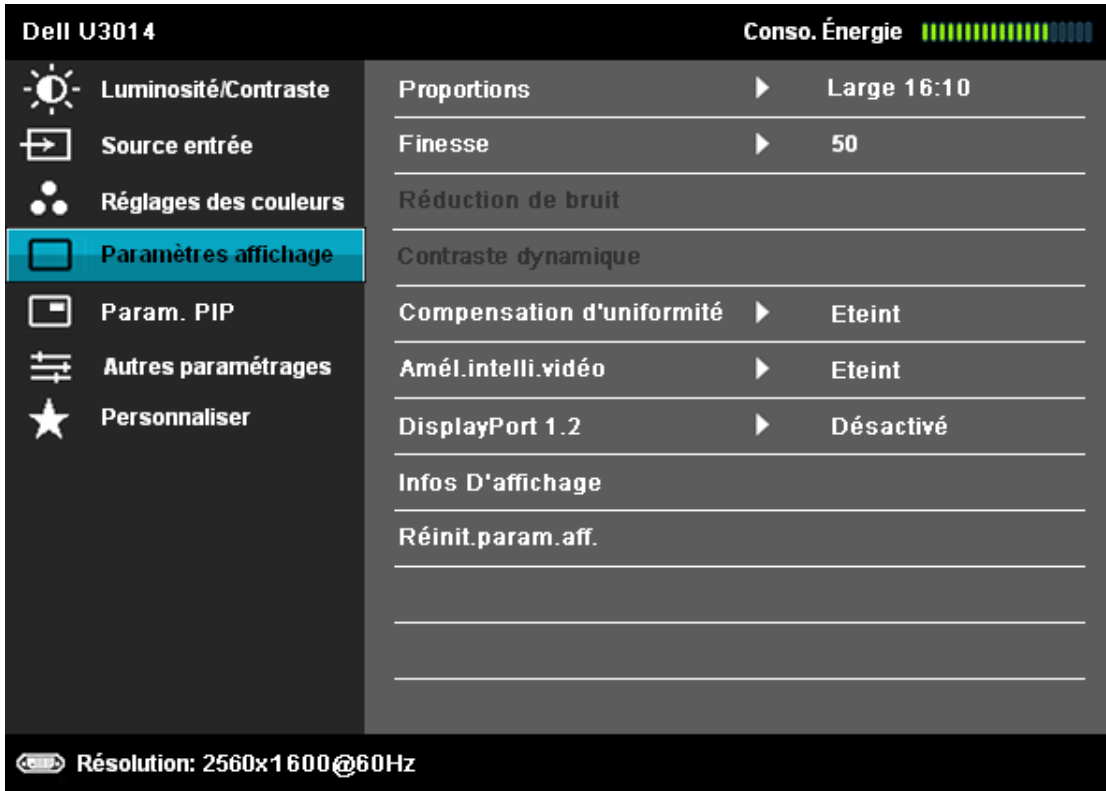 Dell U3014 Conso. Énergie
Luminosité/Contraste
Source entrée
Réglages des couleurs
Paramètres affichage
Param. PIP
Autres paramétrages
Personnaliser
Proportions Large 16:10
Finesse 50
Réduction de bruit
Contraste dynamique
Compensation d'uniformité Eteint
Amél.intelli.vidéo Eteint
DisplayPort 1.2 Désactivé
Infos D'affichage
Réinit.param.aff.
Résolution: 2560x1600@60Hz